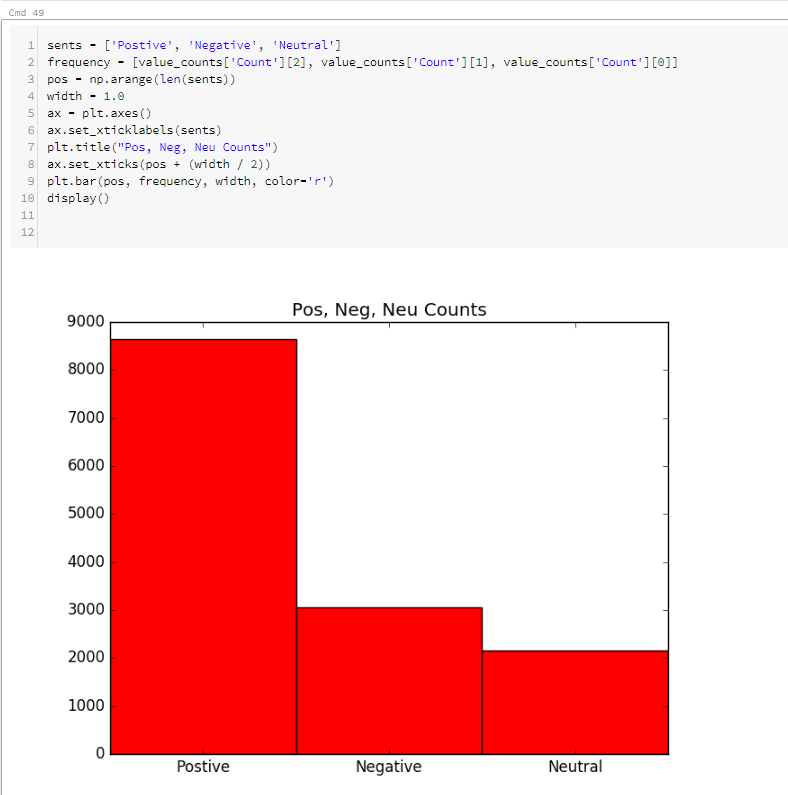 Cmd 49
1 sents = ['Postive', 'Negative', 'Neutral']
2 frequency = [value_counts['Count'][2], value_counts['Count'][1], value_counts['Count'][0]]
3 pos = np.arange(len(sents))
4 width = 1.0
5 ax = plt.axes()
6 ax.set_xticklabels(sents)
7 plt.title("Pos, Neg, Neu Counts")
8 ax.set_xticks(pos + (width / 2))
9 plt.bar(pos, frequency, width, color='r')
10 display()
11
12
Pos, Neg, Neu Counts
9000
8000
7000
6000
5000
4000
3000
2000
1000
0
Postive Negative Neutral